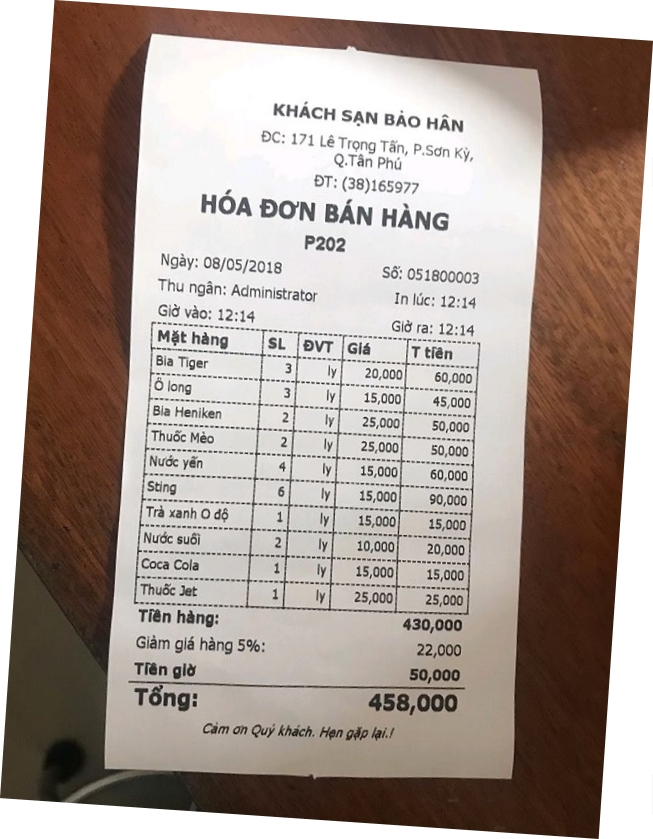 KHÁCH SẠN BẢO HÂN
ĐC: 171 Lê Trọng Tấn, P.Sơn Kỳ,
Q.Tân Phú
ĐT: (38)165977
HÓA ĐƠN BÁN HÀNG
P202
Ngày: 08/05/2018 Số: 051800003
Thu ngân: Administrator In lúc: 12:14
Giờ vào: 12:14 Giờ ra: 12:14
Mặt hàng SL ĐVT Giá T tiền
Bia Tiger 3 ly 20,000 60,000
Ô long 3 ly 15,000 45,000
Bia Heniken 2 ly 25,000 50,000
Thuốc Mèo 2 ly 25,000 50,000
Nước yến 4 ly 15,000 60,000
Sting 6 ly 15,000 90,000
Trà xanh O độ 1 ly 15,000 15,000
Nước suối 2 ly 10,000 20,000
Coca Cola 1 ly 15,000 15,000
Thuốc Jet 1 ly 25,000 25,000
Tiền hàng: 430,000
Giảm giá hàng 5%: 22,000
Tiền giờ 50,000
Tổng: 458,000
Cảm ơn Quý khách. Hẹn gặp lại.!